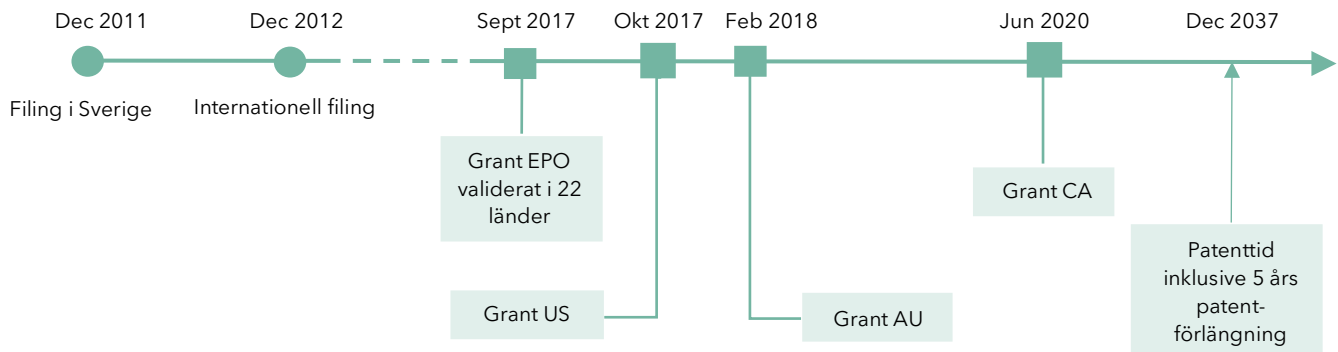 Dec 2011
Dec 2012
Sept 2017
Okt 2017
Feb 2018
Jun 2020
Dec 2037
Filing i Sverige
Internationell filing
Grant EPO
validerat i 22
länder
Grant US
Grant AU
Grant CA
Patenttid
inklusive 5 års
patent-
förlängning